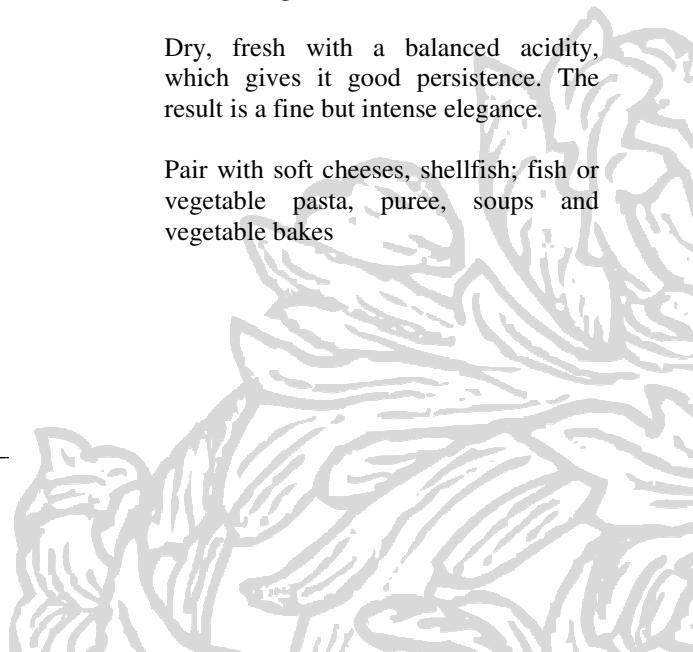 Dry, fresh with a balanced acidity,
which gives it good persistence. The
result is a fine but intense elegance.
Pair with soft cheeses, shellfish; fish or
vegetable pasta, puree, soups and
vegetable bakes